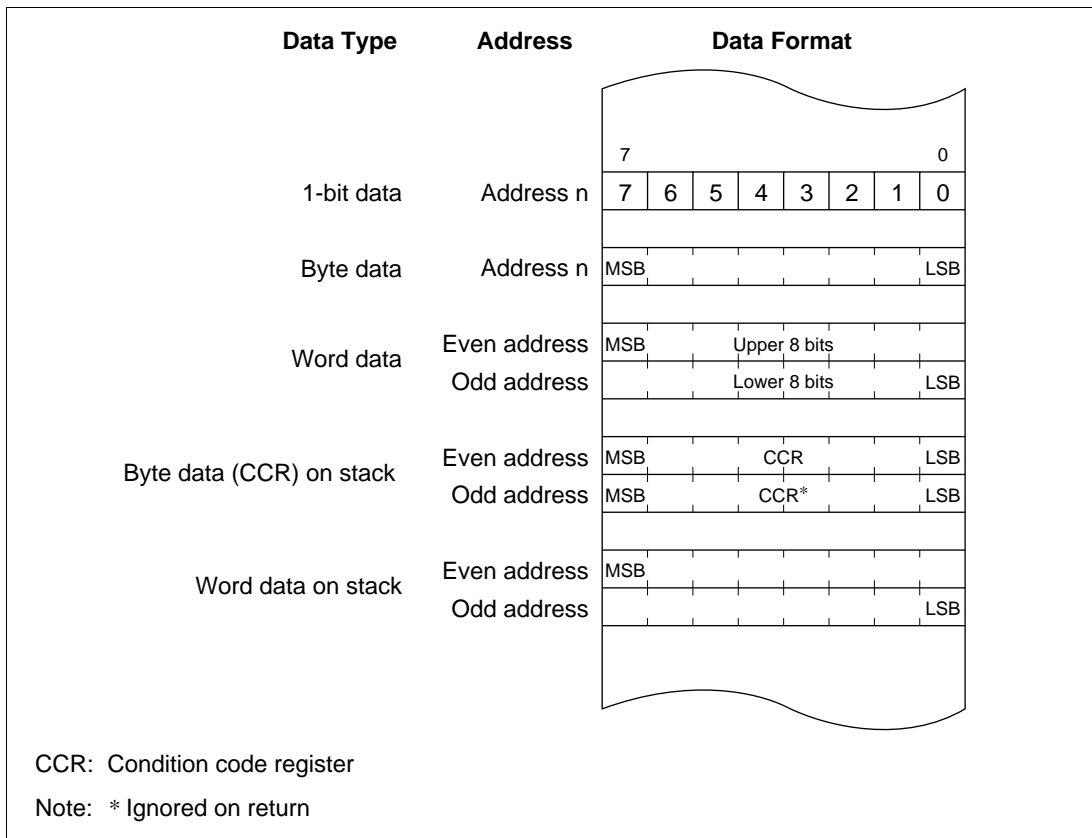 Data Type Address Data Format
7 0
1-bit data Address n 7 6 5 4 3 2 1 0
Byte data Address n MSB LSB
Word data
Even address MSB Upper 8 bits
Odd address Lower 8 bits LSB
Byte data (CCR) on stack
Even address MSB CCR LSB
Odd address MSB CCR* LSB
Word data on stack
Even address MSB
Odd address LSB
CCR: Condition code register
Note: * Ignored on return